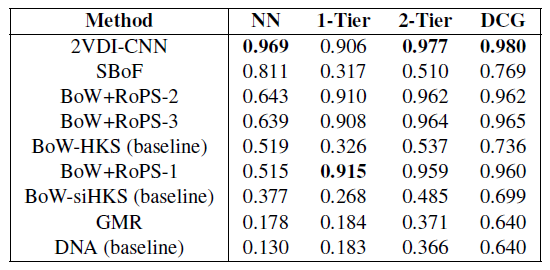 Method NN 1-Tier 2-Tier DCG
2VDI-CNN 0.969 0.906 0.977 0.980
SBoF 0.811 0.317 0.510 0.769
BoW+RoPS-2 0.643 0.910 0.962 0.962
BoW+RoPS-3 0.639 0.908 0.964 0.965
BoW-HKS (baseline) 0.519 0.326 0.537 0.736
BoW+RoPS-1 0.515 0.915 0.959 0.960
BoW-siHKS (baseline) 0.377 0.268 0.485 0.699
GMR 0.178 0.184 0.371 0.640
DNA (baseline) 0.130 0.183 0.366 0.640